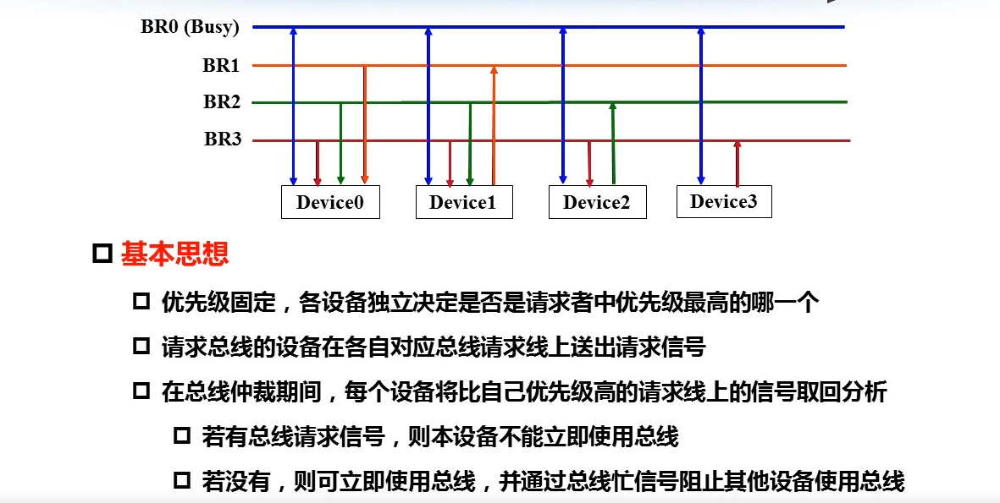 BR0 (Busy)
BR1
BR2
BR3
Device0 Device1 Device2 Device3
基本思想
优先级固定，各设备独立决定是否是请求者中优先级最高的哪一个
请求总线的设备在各自对应总线请求线上送出请求信号
在总线仲裁期间，每个设备将比自己优先级高的请求线上的信号取回分析
若有总线请求信号，则本设备不能立即使用总线
若没有，则可立即使用总线，并通过总线忙信号阻止其他设备使用总线